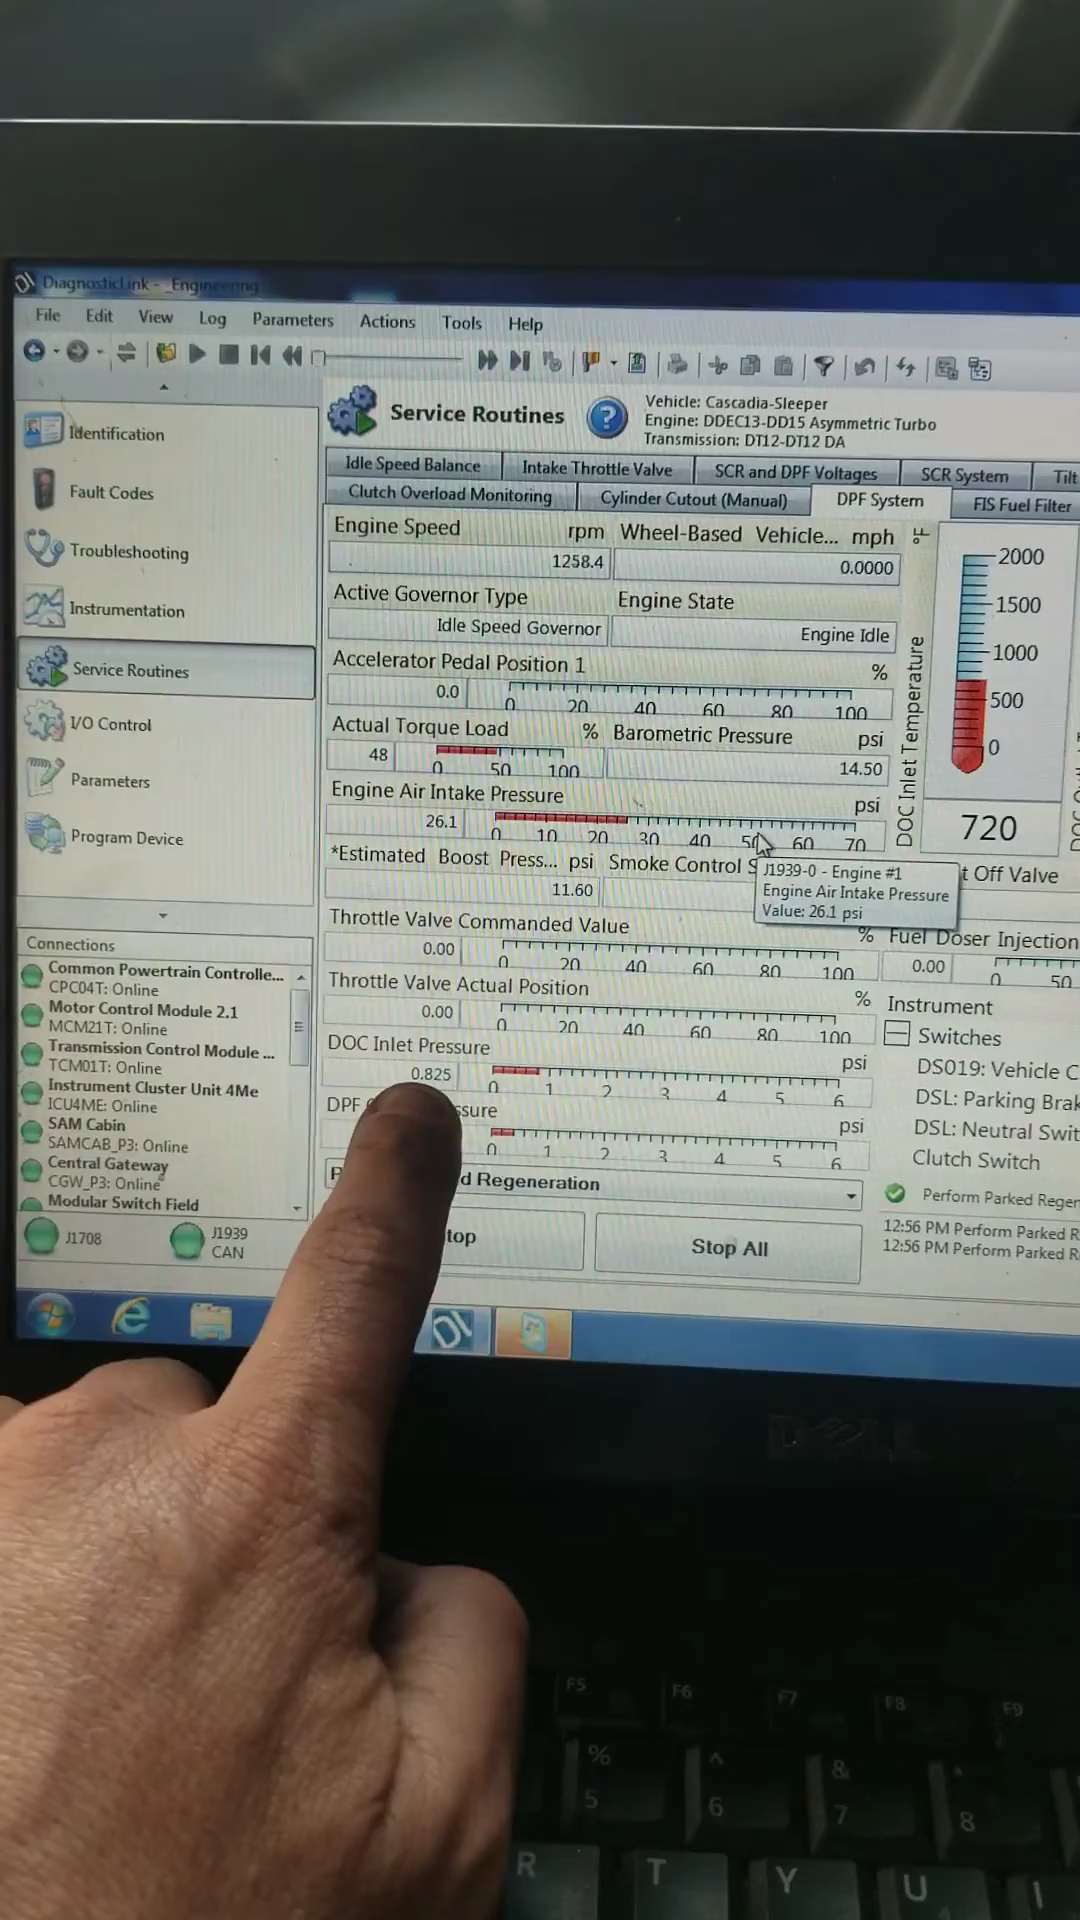 DiagnosticLink - _Engineering
File Edit View Log Parameters Actions Tools Help
Service Routines
Vehicle: Cascadia-Sleeper
Engine: DDEC13-DD15 Asymmetric Turbo
Transmission: DT12-DT12 DA
Identification
Fault Codes
Troubleshooting
Instrumentation
Service Routines
I/O Control
Parameters
Program Device
Idle Speed Balance Intake Throttle Valve SCR and DPF Voltages SCR System Tilt
Clutch Overload Monitoring Cylinder Cutout (Manual) DPF System FIS Fuel Filter
Engine Speed rpm Wheel-Based Vehicle... mph
1258.4 0.0000
Active Governor Type Engine State
Idle Speed Governor Engine Idle
Accelerator Pedal Position 1 %
0.0
0 20 40 60 80 100
Actual Torque Load % Barometric Pressure psi
48 14.50
0 50 100
Engine Air Intake Pressure psi
26.1
0 10 20 30 40 50 60 70
*Estimated Boost Press... psi Smoke Control S
11.60
J1939-0 - Engine #1
Engine Air Intake Pressure
Value: 26.1 psi
Throttle Valve Commanded Value %
0.00
0 20 40 60 80 100
Throttle Valve Actual Position %
0.00
0 20 40 60 80 100
DOC Inlet Pressure psi
0.825
0 1 2 3 4 5 6
DPF ssure psi
0 1 2 3 4 5 6
d Regeneration
top Stop All
°F
DOC Inlet Temperature
2000
1500
1000
500
0
720
t Off Valve
Fuel Doser Injection
0.00
0 50
Instrument
Switches
DS019: Vehicle C
DSL: Parking Brak
DSL: Neutral Swit
Clutch Switch
Perform Parked Regen
12:56 PM Perform Parked R
12:56 PM Perform Parked R
Connections
Common Powertrain Controlle...
CPC04T: Online
Motor Control Module 2.1
MCM21T: Online
Transmission Control Module ...
TCM01T: Online
Instrument Cluster Unit 4Me
ICU4ME: Online
SAM Cabin
SAMCAB_P3: Online
Central Gateway
CGW_P3: Online
Modular Switch Field
J1708
J1939
CAN
DELL
F5 F6 F7 F8 F9
% ^ & *
5 6 7 8
R T Y U I